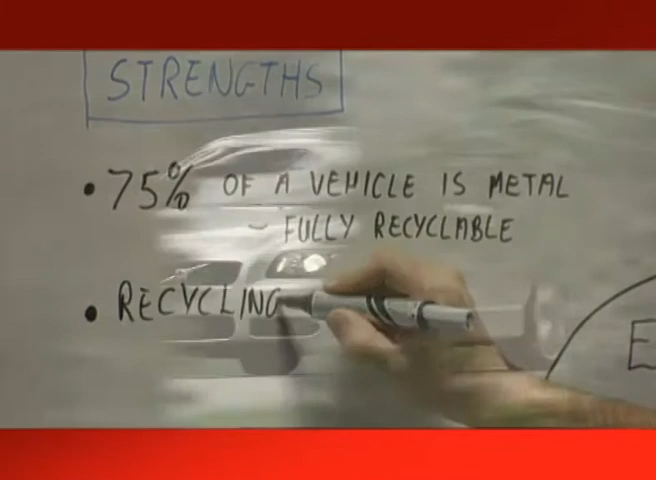 STRENGTHS
• 75% OF A VEHICLE IS METAL
- FULLY RECYCLABLE
• RECYCLING
E